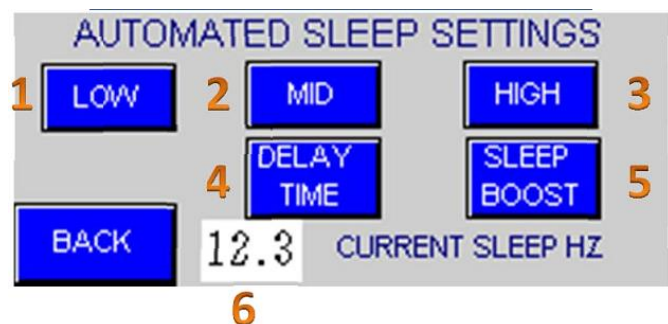 AUTOMATED SLEEP SETTINGS
1 LOW 2 MID HIGH 3
4 DELAY TIME SLEEP BOOST 5
BACK 12.3 CURRENT SLEEP HZ
6